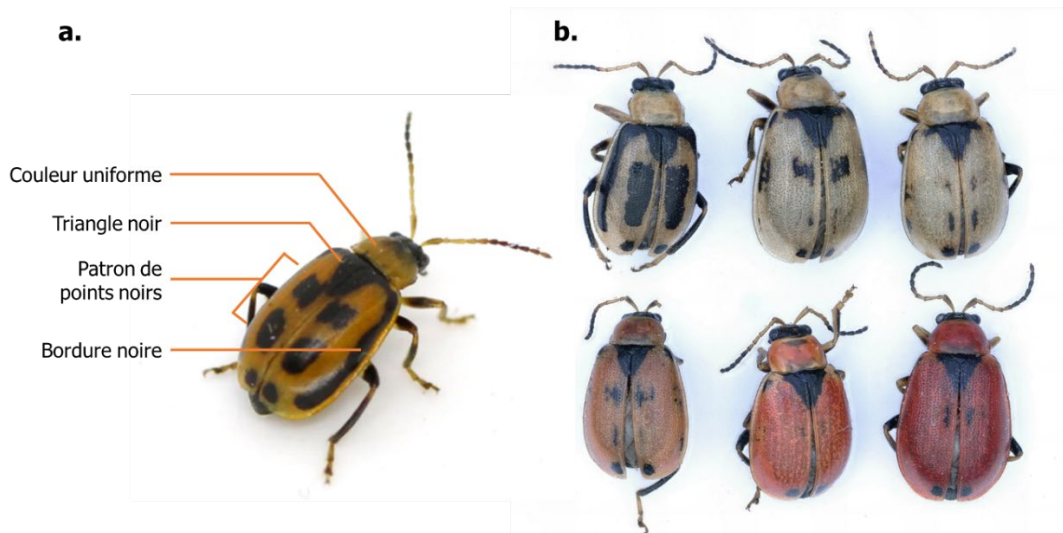 a.
b.
Couleur uniforme
Triangle noir
Patron de
points noirs
Bordure noire